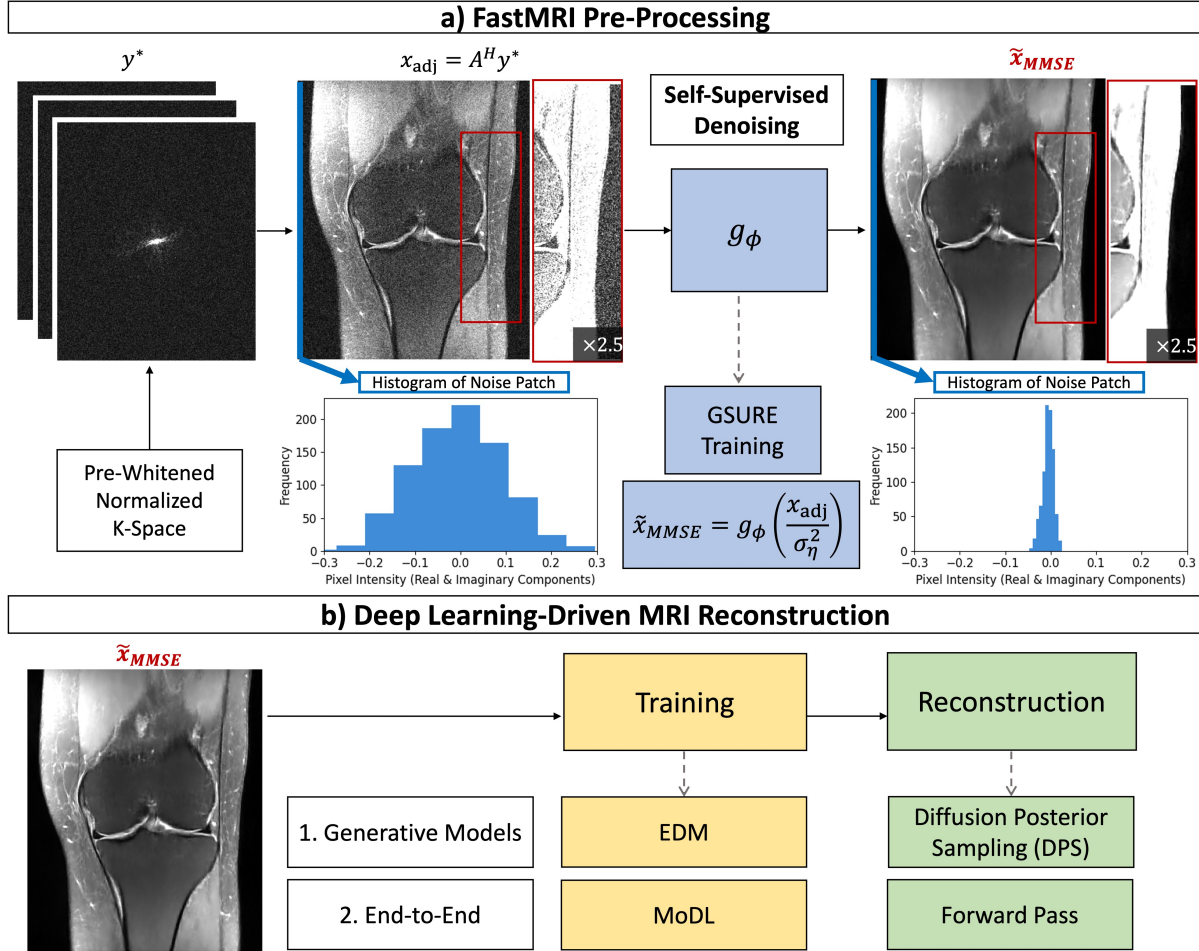 a) FastMRI Pre-Processing
y*
x_adj = A^H y*
x̃_MMSE
Self-Supervised
Denoising
g_ϕ
×2.5
×2.5
Histogram of Noise Patch
Histogram of Noise Patch
Pre-Whitened
Normalized
K-Space
Frequency
200
150
100
50
0
−0.3 −0.2 −0.1 0.0 0.1 0.2 0.3
Pixel Intensity (Real & Imaginary Components)
GSURE
Training
x̃_MMSE = g_ϕ (x_adj / σ_η^2)
Frequency
200
150
100
50
0
−0.3 −0.2 −0.1 0.0 0.1 0.2 0.3
Pixel Intensity (Real & Imaginary Components)
b) Deep Learning-Driven MRI Reconstruction
x̃_MMSE
Training
Reconstruction
1. Generative Models
EDM
Diffusion Posterior
Sampling (DPS)
2. End-to-End
MoDL
Forward Pass